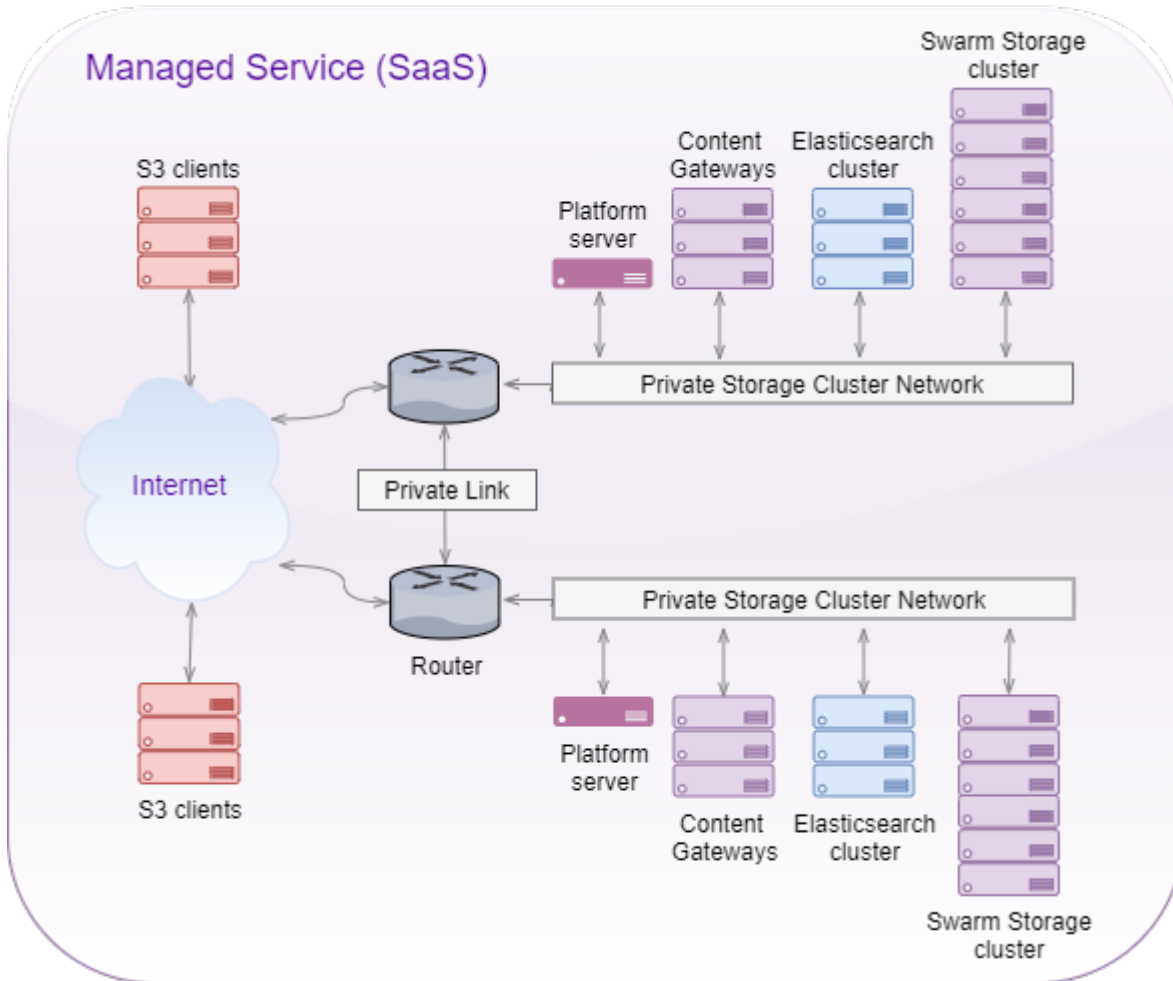 Managed Service (SaaS)
Swarm Storage
cluster
S3 clients
Content
Gateways
Elasticsearch
cluster
Platform
server
Private Storage Cluster Network
Internet
Private Link
Private Storage Cluster Network
Router
S3 clients
Platform
server
Content
Gateways
Elasticsearch
cluster
Swarm Storage
cluster